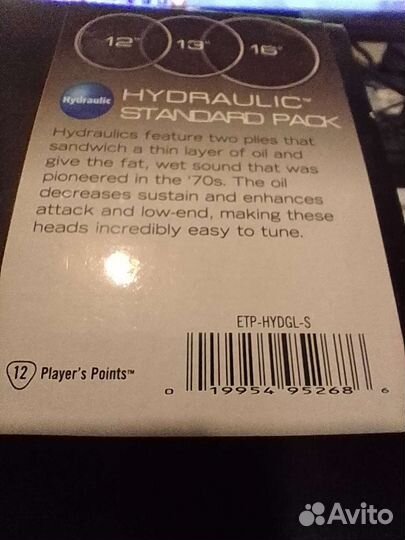 12" 13" 16"
Hydraulic
HYDRAULIC™
STANDARD PACK
Hydraulics feature two plies that
sandwich a thin layer of oil and
give the fat, wet sound that was
pioneered in the '70s. The oil
decreases sustain and enhances
attack and low-end, making these
heads incredibly easy to tune.
ETP-HYDGL-S
12 Player's Points™
0 19954 95268 6
Avito